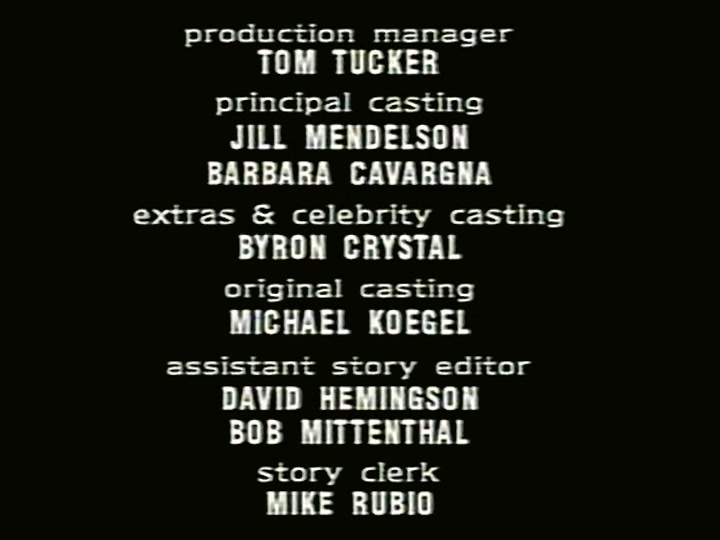 production manager
TOM TUCKER
principal casting
JILL MENDELSON
BARBARA CAVARGNA
extras & celebrity casting
BYRON CRYSTAL
original casting
MICHAEL KOEGEL
assistant story editor
DAVID HEMINGSON
BOB MITTENTHAL
story clerk
MIKE RUBIO